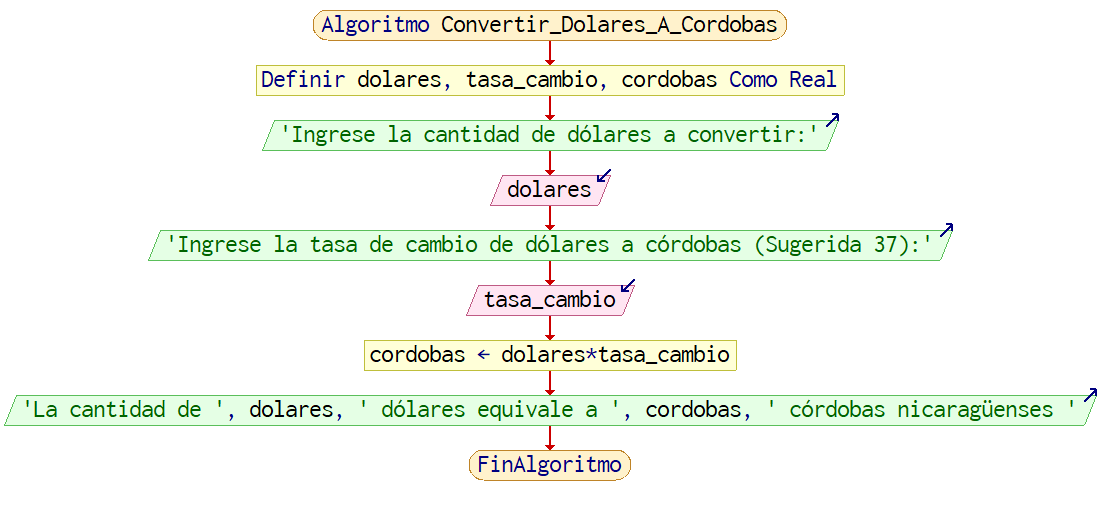 Algoritmo Convertir_Dolares_A_Cordobas
Definir dolares, tasa_cambio, cordobas Como Real
'Ingrese la cantidad de dólares a convertir:'
dolares
'Ingrese la tasa de cambio de dólares a córdobas (Sugerida 37):'
tasa_cambio
cordobas ← dolares*tasa_cambio
'La cantidad de ', dolares, ' dólares equivale a ', cordobas, ' córdobas nicaragüenses '
FinAlgoritmo